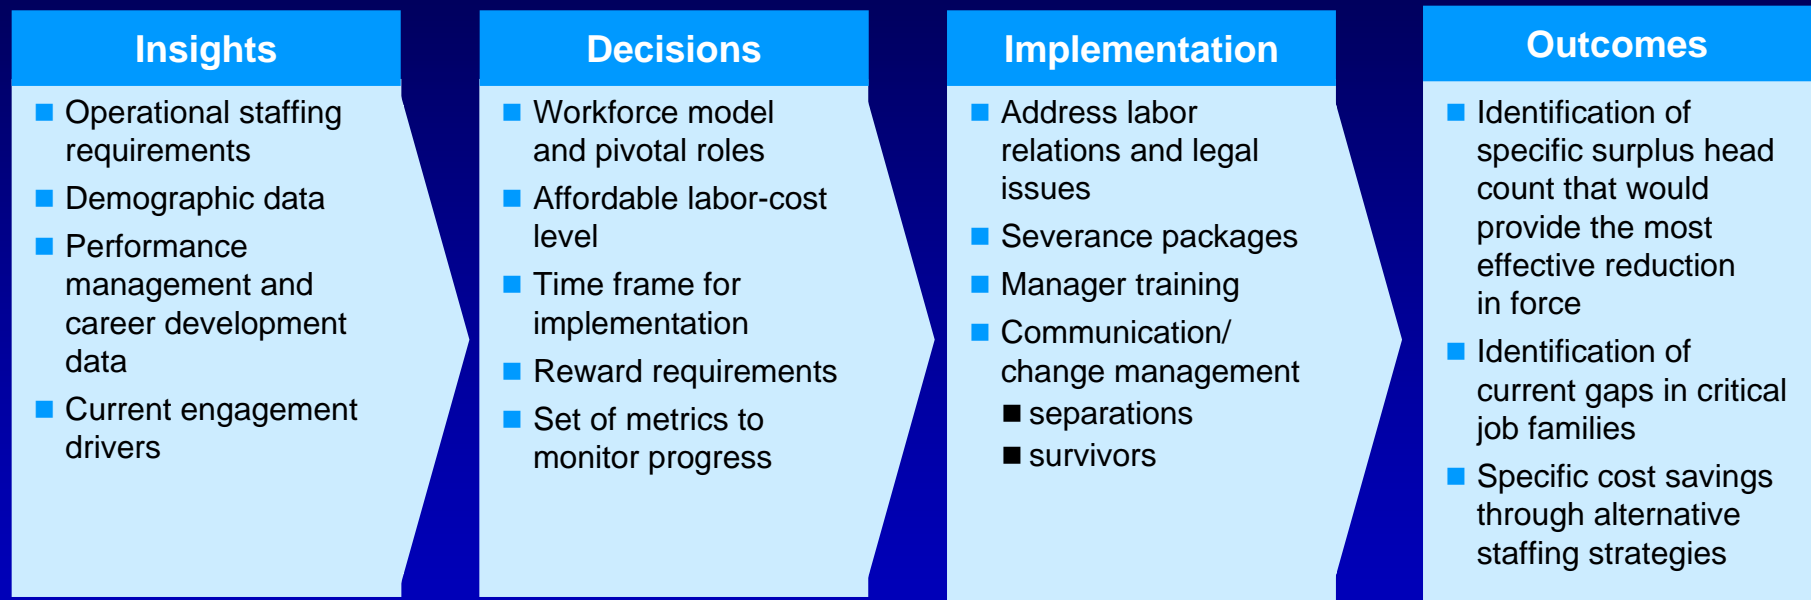 Insights
Operational staffing
requirements
Demographic data
Performance
management and
career development
data
Current engagement
drivers
Decisions
Workforce model
and pivotal roles
Affordable labor-cost
level
Time frame for
implementation
Reward requirements
Set of metrics to
monitor progress
Implementation
Address labor
relations and legal
issues
Severance packages
Manager training
Communication/
change management
separations
survivors
Outcomes
Identification of
specific surplus head
count that would
provide the most
effective reduction
in force
Identification of
current gaps in critical
job families
Specific cost savings
through alternative
staffing strategies